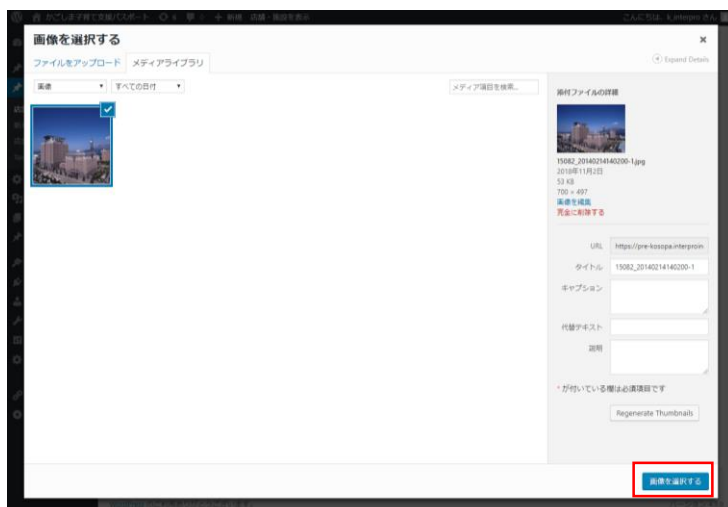 かごしま子育て支援パスポート 6 0 + 新規 店舗・施設を表示
こんにちは、k_interpro さん
画像を選択する
ファイルをアップロード メディアライブラリ
Expand Details
画像 すべての日付 メディア項目を検索...
添付ファイルの詳細
15082_20140214140200-1.jpg
2018年11月2日
53 KB
700 × 497
画像を編集
完全に削除する
URL https://pre-kosopa.interproin
タイトル 15082_20140214140200-1
キャプション
代替テキスト
説明
* が付いている欄は必須項目です
Regenerate Thumbnails
画像を選択する